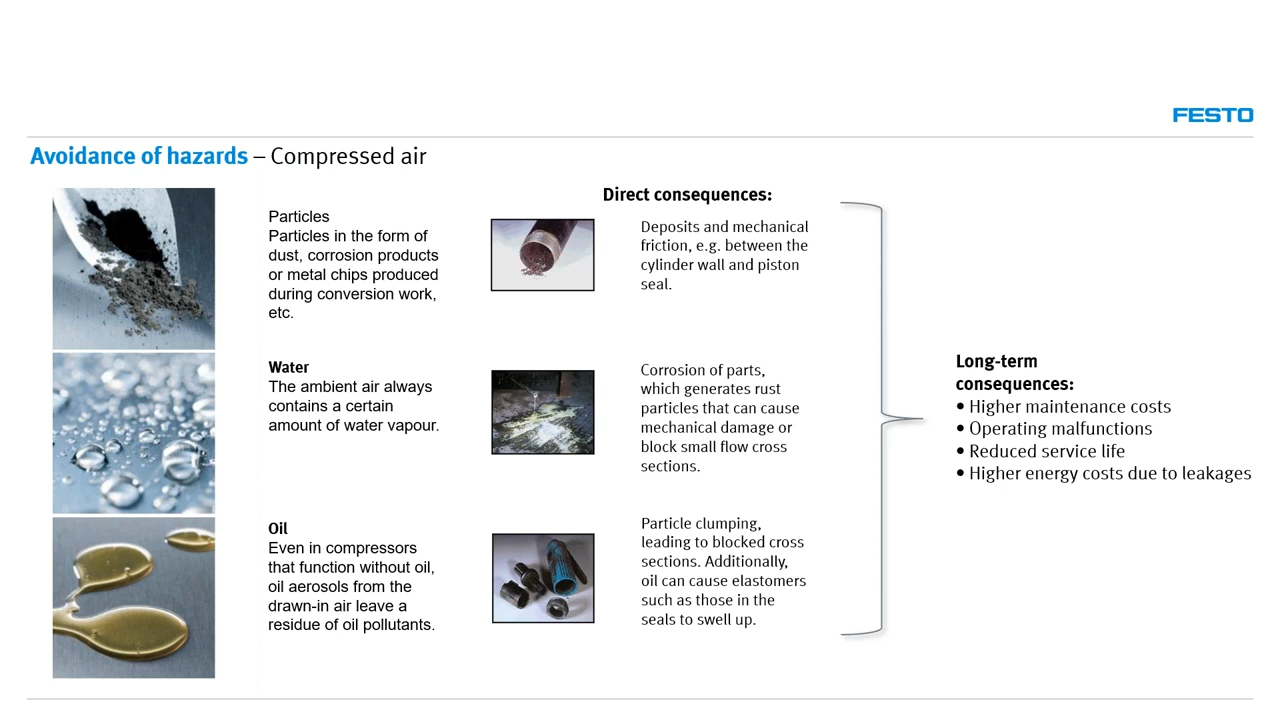 FESTO
Avoidance of hazards – Compressed air
Direct consequences:
Particles
Particles in the form of
dust, corrosion products
or metal chips produced
during conversion work,
etc.
Deposits and mechanical
friction, e.g. between the
cylinder wall and piston
seal.
Water
The ambient air always
contains a certain
amount of water vapour.
Corrosion of parts,
which generates rust
particles that can cause
mechanical damage or
block small flow cross
sections.
Oil
Even in compressors
that function without oil,
oil aerosols from the
drawn-in air leave a
residue of oil pollutants.
Particle clumping,
leading to blocked cross
sections. Additionally,
oil can cause elastomers
such as those in the
seals to swell up.
Long-term
consequences:
• Higher maintenance costs
• Operating malfunctions
• Reduced service life
• Higher energy costs due to leakages